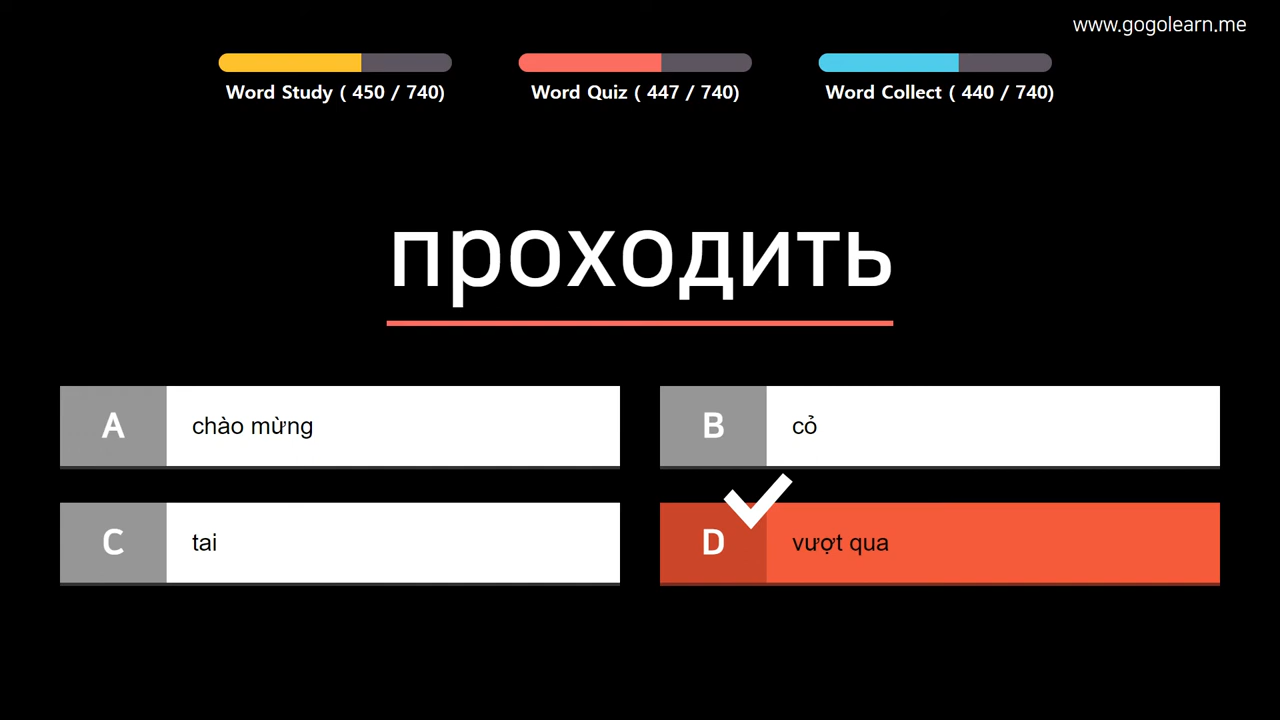 www.gogolearn.me
Word Study ( 450 / 740)
Word Quiz ( 447 / 740)
Word Collect ( 440 / 740)
проходить
A chào mừng
B cỏ
C tai
D vượt qua